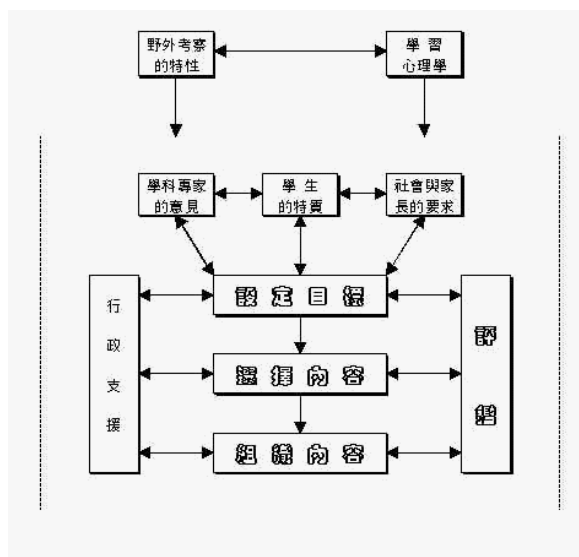 野外考察
的特性
學習
心理學
學科專家
的意見
學生
的特質
社會與家
長的要求
設定目標
行政支援
評鑑
選擇內容
組織內容